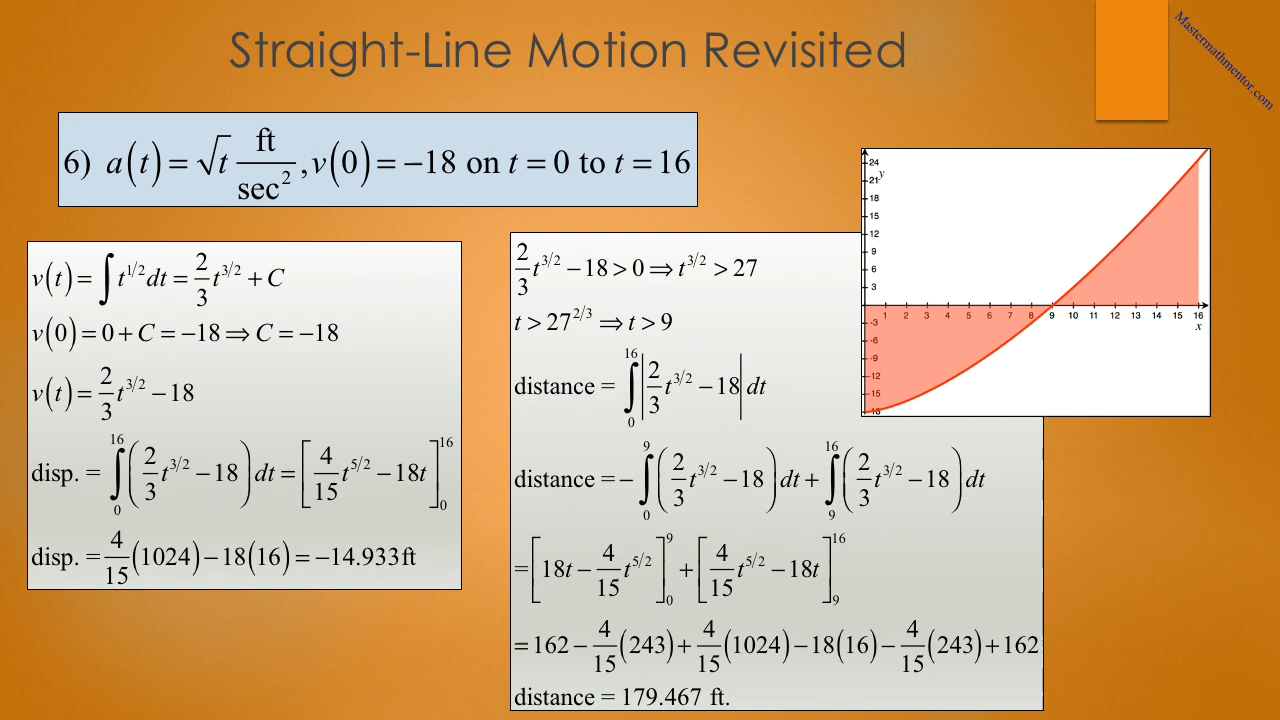 Straight-Line Motion Revisited
Mastermathmentor.com
6) a(t) = √t ft/sec², v(0) = −18 on t = 0 to t = 16
v(t) = ∫ t^(1/2) dt = 2/3 t^(3/2) + C
v(0) = 0 + C = −18 ⇒ C = −18
v(t) = 2/3 t^(3/2) − 18
disp. = ∫₀¹⁶ (2/3 t^(3/2) − 18) dt = [4/15 t^(5/2) − 18t]₀¹⁶
disp. = 4/15 (1024) − 18(16) = −14.933ft
2/3 t^(3/2) − 18 > 0 ⇒ t^(3/2) > 27
t > 27^(2/3) ⇒ t > 9
distance = ∫₀¹⁶ |2/3 t^(3/2) − 18| dt
distance = − ∫₀⁹ (2/3 t^(3/2) − 18) dt + ∫₉¹⁶ (2/3 t^(3/2) − 18) dt
= [18t − 4/15 t^(5/2)]₀⁹ + [4/15 t^(5/2) − 18t]₉¹⁶
= 162 − 4/15 (243) + 4/15 (1024) − 18(16) − 4/15 (243) + 162
distance = 179.467 ft.
24
y
21
18
15
12
9
6
3
1 2 3 4 5 6 7 8 9 10 11 12 13 14 15 16
x
-3
-6
-9
-12
-15
-18